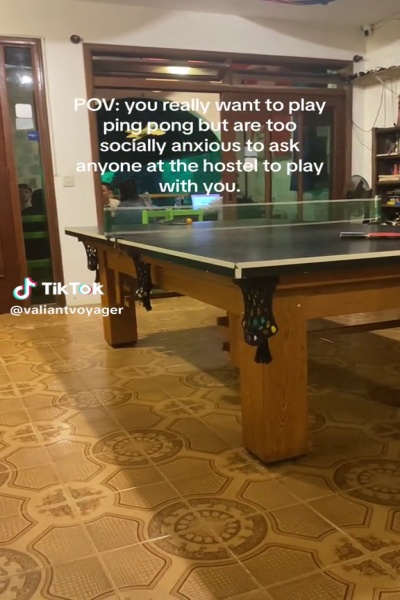 POV: you really want to play
ping pong but are too
socially anxious to ask
anyone at the hostel to play
with you.
TikTok
@valiantvoyager